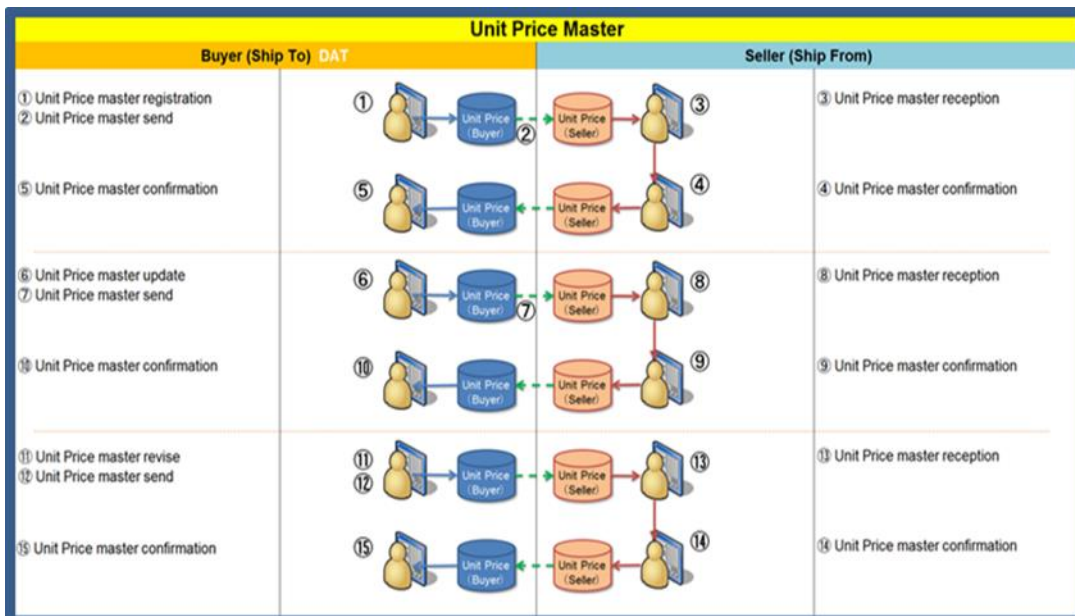 Unit Price Master
Buyer (Ship To) DAT
Seller (Ship From)
① Unit Price master registration
② Unit Price master send
①
Unit Price
(Buyer)
②
Unit Price
(Seller)
③
③ Unit Price master reception
⑤ Unit Price master confirmation
⑤
Unit Price
(Buyer)
Unit Price
(Seller)
④
④ Unit Price master confirmation
⑥ Unit Price master update
⑦ Unit Price master send
⑥
Unit Price
(Buyer)
⑦
Unit Price
(Seller)
⑧
⑧ Unit Price master reception
⑩ Unit Price master confirmation
⑩
Unit Price
(Buyer)
Unit Price
(Seller)
⑨
⑨ Unit Price master confirmation
⑪ Unit Price master revise
⑫ Unit Price master send
⑪
⑫
Unit Price
(Buyer)
Unit Price
(Seller)
⑬
⑬ Unit Price master reception
⑮ Unit Price master confirmation
⑮
Unit Price
(Buyer)
Unit Price
(Seller)
⑭
⑭ Unit Price master confirmation